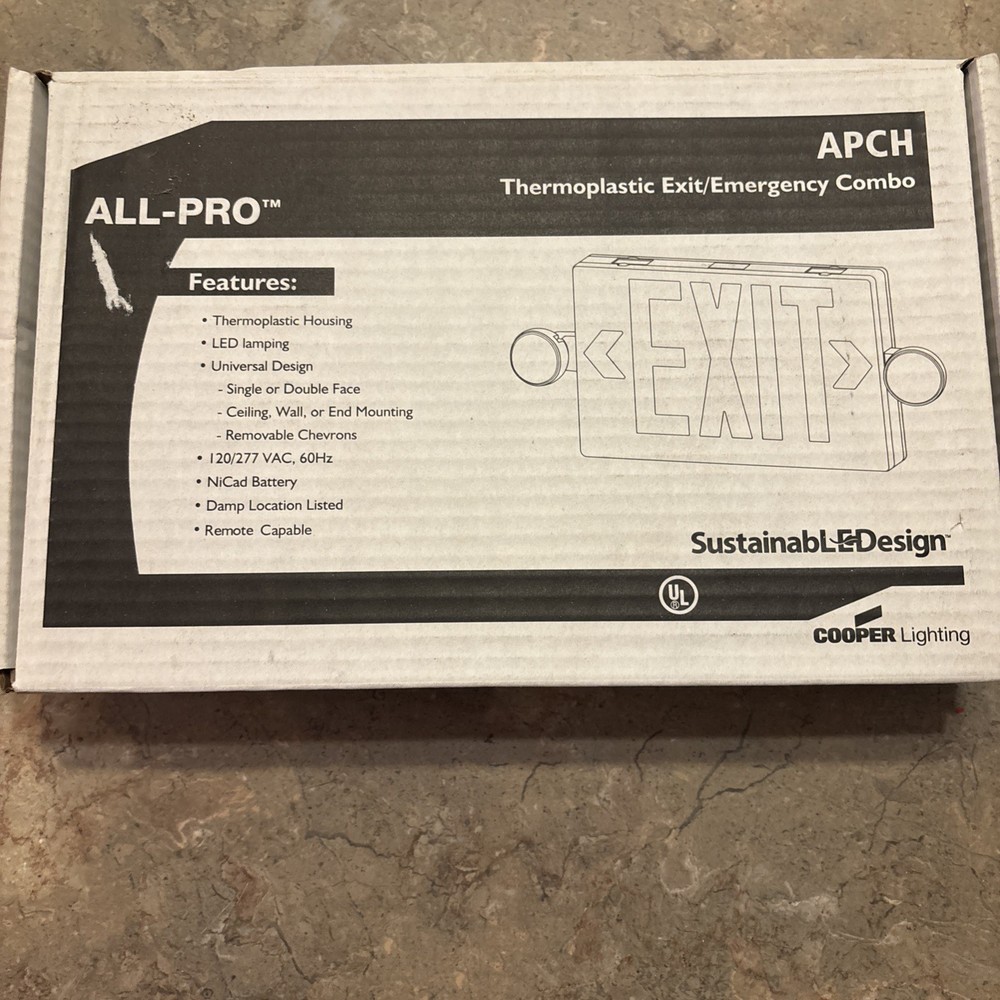 APCH
Thermoplastic Exit/Emergency Combo
ALL-PRO™
Features:
• Thermoplastic Housing
• LED lamping
• Universal Design
- Single or Double Face
- Ceiling, Wall, or End Mounting
- Removable Chevrons
• 120/277 VAC, 60Hz
• NiCad Battery
• Damp Location Listed
• Remote Capable
EXIT
SustainabLEDesign™
UL®
COOPER Lighting